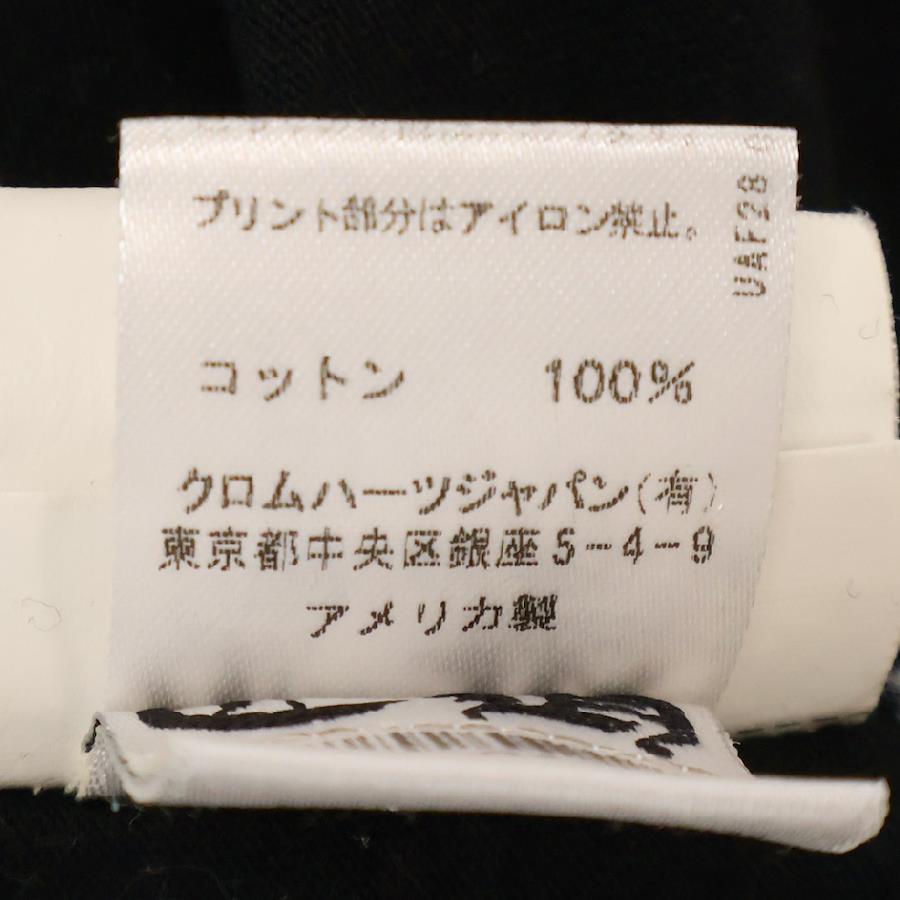 プリント部分はアイロン禁止。
UAF28
コットン 100%
クロムハーツジャパン(有)
東京都中央区銀座5-4-9
アメリカ製